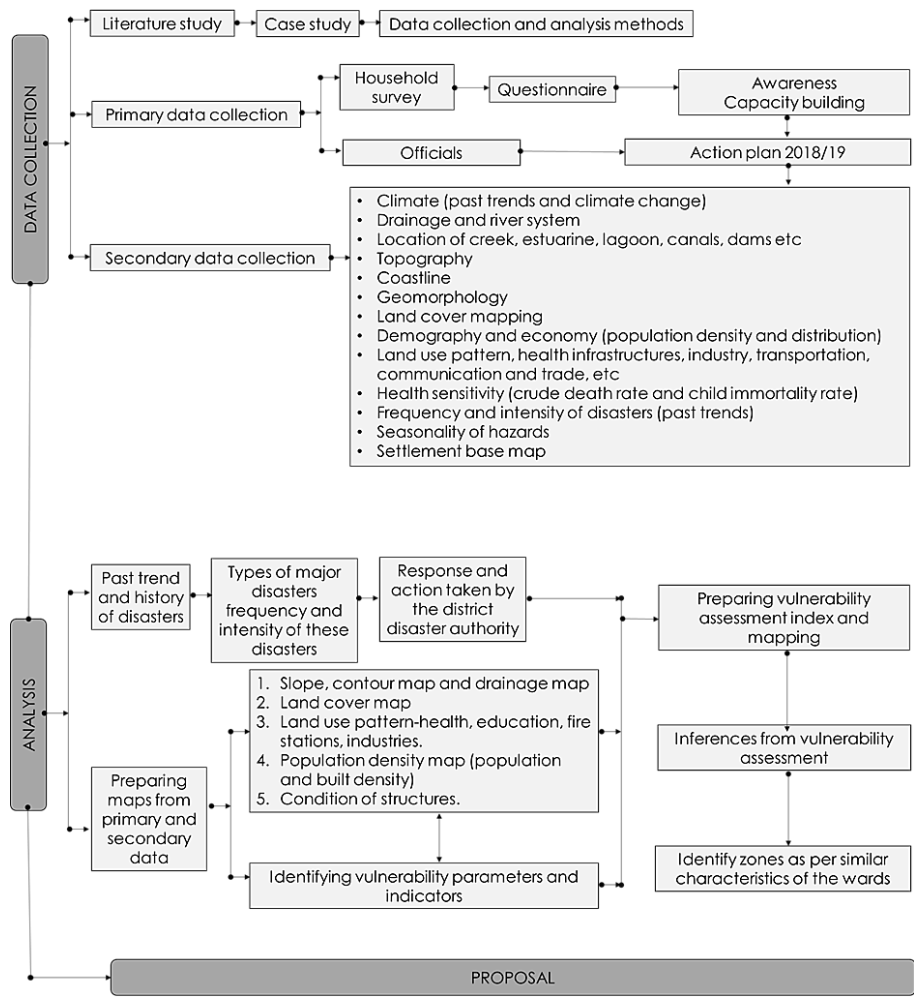 DATA COLLECTION
Literature study
Case study
Data collection and analysis methods
Primary data collection
Household
survey
Questionnaire
Awareness
Capacity building
Officials
Action plan 2018/19
Secondary data collection
• Climate (past trends and climate change)
• Drainage and river system
• Location of creek, estuarine, lagoon, canals, dams etc
• Topography
• Coastline
• Geomorphology
• Land cover mapping
• Demography and economy (population density and distribution)
• Land use pattern, health infrastructures, industry, transportation,
communication and trade, etc
• Health sensitivity (crude death rate and child immortality rate)
• Frequency and intensity of disasters (past trends)
• Seasonality of hazards
• Settlement base map
ANALYSIS
Past trend
and history
of disasters
Types of major
disasters
frequency and
intensity of these
disasters
Response and
action taken by
the district
disaster authority
Preparing vulnerability
assessment index and
mapping
Preparing
maps from
primary and
secondary
data
1. Slope, contour map and drainage map
2. Land cover map
3. Land use pattern-health, education, fire
stations, industries.
4. Population density map (population
and built density)
5. Condition of structures.
Inferences from vulnerability
assessment
Identifying vulnerability parameters and
indicators
Identify zones as per similar
characteristics of the wards
PROPOSAL